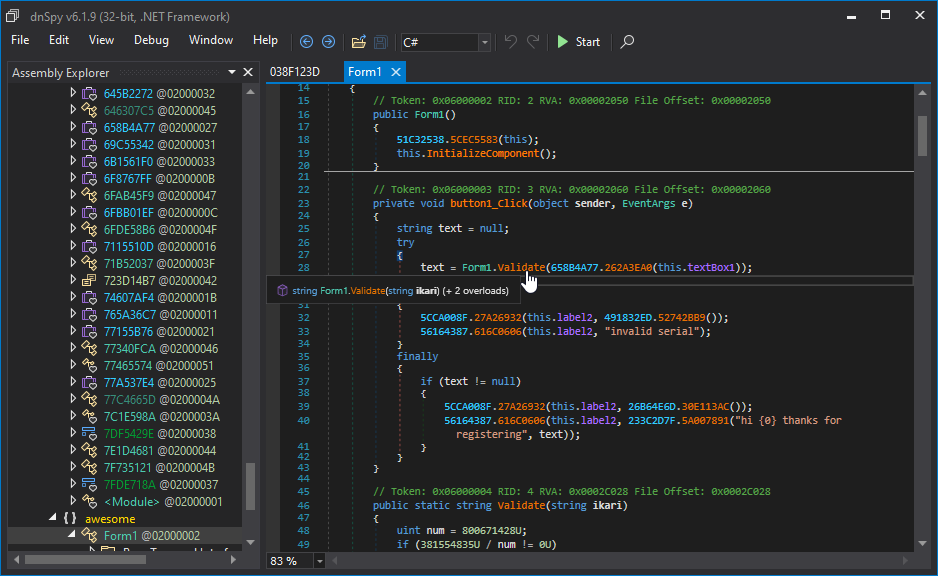 dnSpy v6.1.9 (32-bit, .NET Framework)
File Edit View Debug Window Help C# Start
Assembly Explorer
645B2272 @02000032
646307C5 @02000045
658B4A77 @02000027
69C55342 @02000031
6B1561F0 @02000033
6F8767FF @0200000B
6FAB45F9 @02000047
6FBB01EF @0200000C
6FDE58B6 @0200004F
7115510D @02000016
71B52037 @0200003F
723D14B7 @02000042
74607AF4 @0200001B
765A36C7 @02000011
77155B76 @02000021
77340FCA @02000046
77465574 @02000051
77A537E4 @02000025
77C4665D @0200004A
7C1E598A @0200003A
7DF5429E @02000038
7E1D4681 @02000044
7F735121 @0200004B
7FDE718A @02000037
<Module> @02000001
{ } awesome
Form1 @02000002
038F123D Form1
14 {
15 // Token: 0x06000002 RID: 2 RVA: 0x00002050 File Offset: 0x00002050
16 public Form1()
17 {
18 51C32538.5CEC5583(this);
19 this.InitializeComponent();
20 }
21
22 // Token: 0x06000003 RID: 3 RVA: 0x00002060 File Offset: 0x00002060
23 private void button1_Click(object sender, EventArgs e)
24 {
25 string text = null;
26 try
27 {
28 text = Form1.Validate(658B4A77.262A3EA0(this.textBox1));
string Form1.Validate(string ikari) (+ 2 overloads)
31 {
32 5CCA008F.27A26932(this.label2, 491832ED.52742BB9());
33 56164387.616C0606(this.label2, "invalid serial");
34 }
35 finally
36 {
37 if (text != null)
38 {
39 5CCA008F.27A26932(this.label2, 26B64E6D.30E113AC());
40 56164387.616C0606(this.label2, 233C2D7F.5A007891("hi {0} thanks for
registering", text));
41 }
42 }
43 }
44
45 // Token: 0x06000004 RID: 4 RVA: 0x0002C028 File Offset: 0x0002C028
46 public static string Validate(string ikari)
47 {
48 uint num = 800671428U;
49 if (381554835U / num != 0U)
83 %